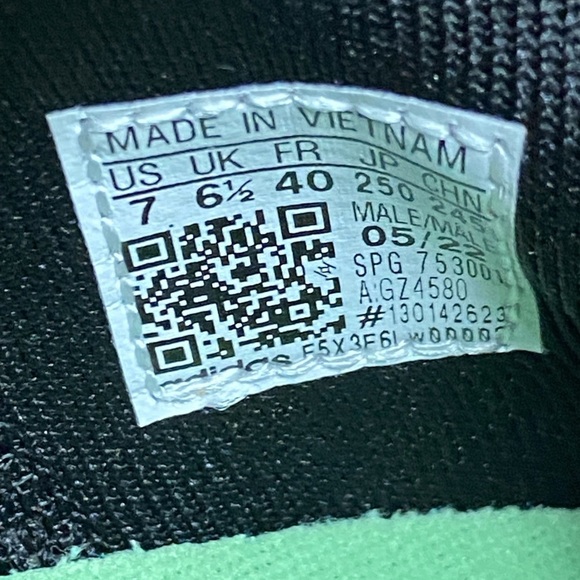 MADE IN VIETNAM
US UK FR JP CHN
7 6½ 40 250 245
MALE/MALE
05/22
SPG 753001
A:GZ4580
#130142623
adidas